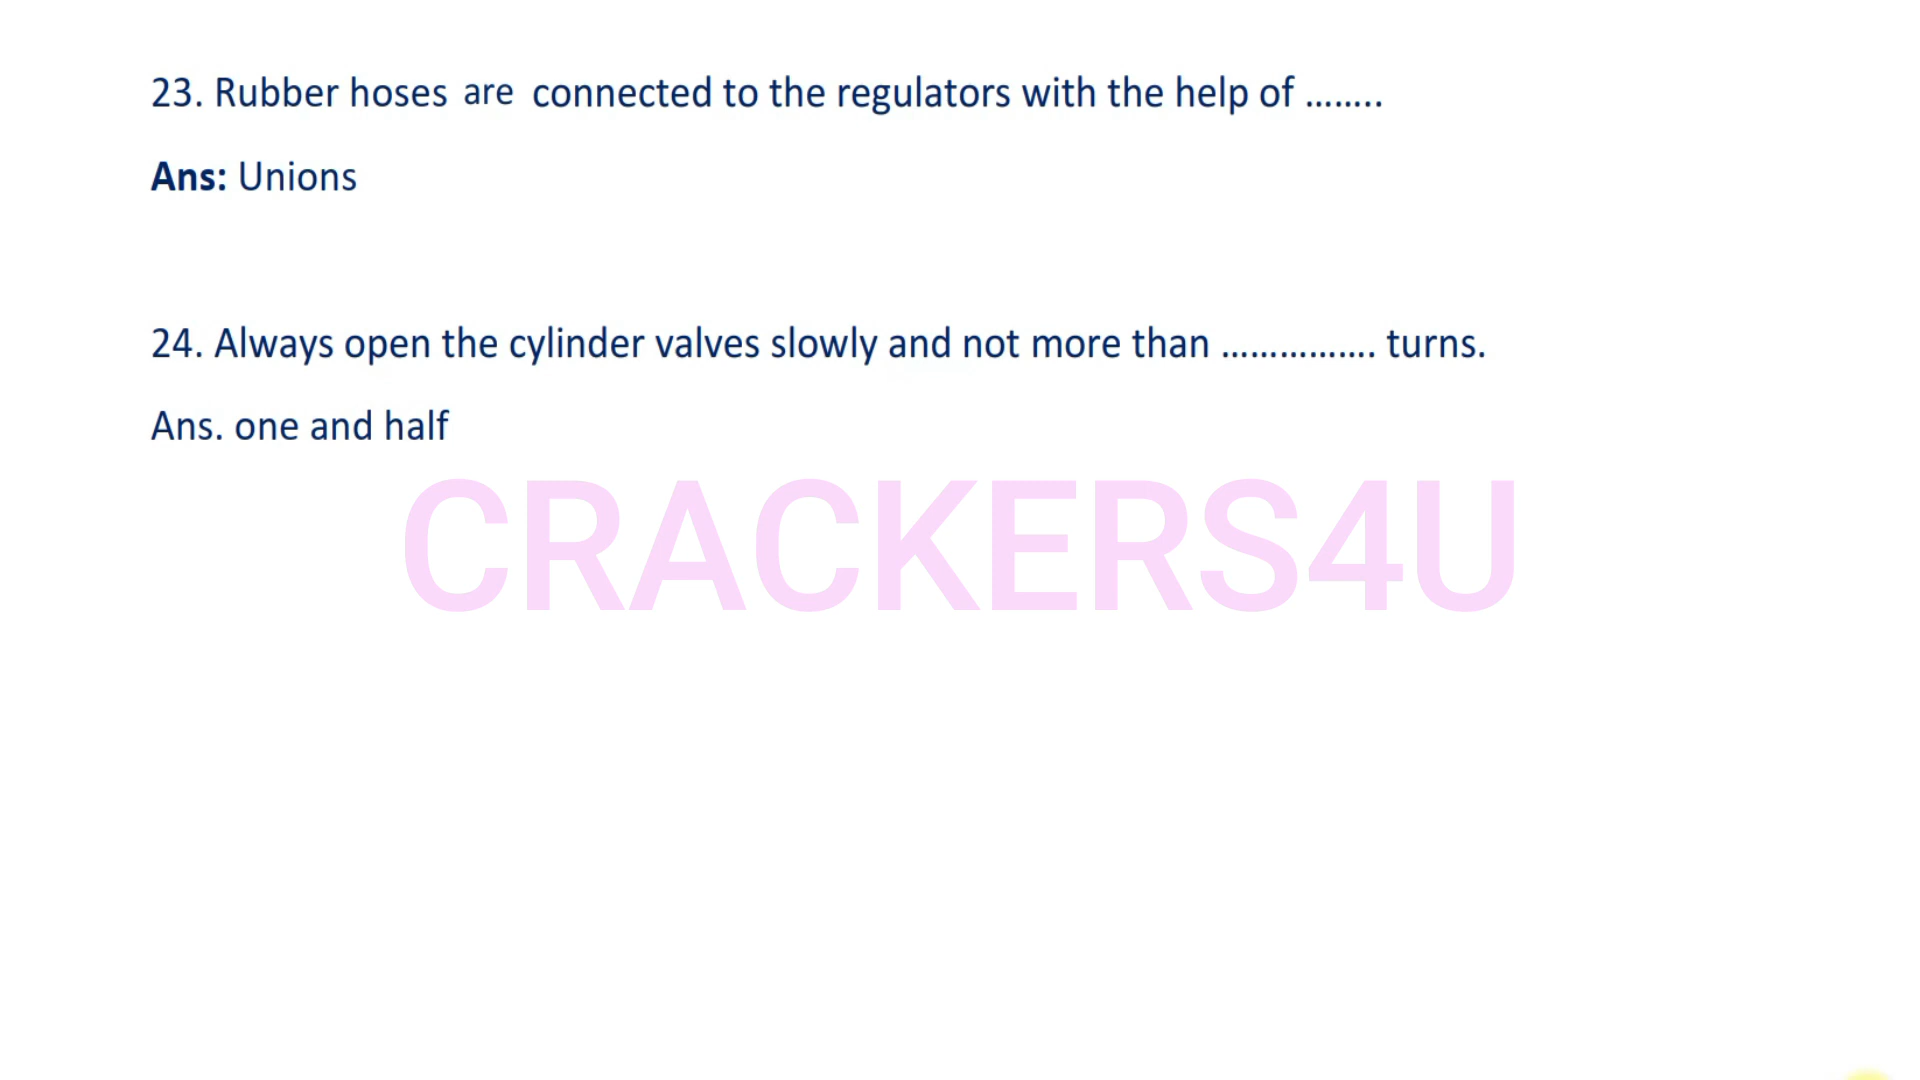 23. Rubber hoses are connected to the regulators with the help of ........
Ans: Unions
24. Always open the cylinder valves slowly and not more than ................ turns.
Ans. one and half
CRACKERS4U